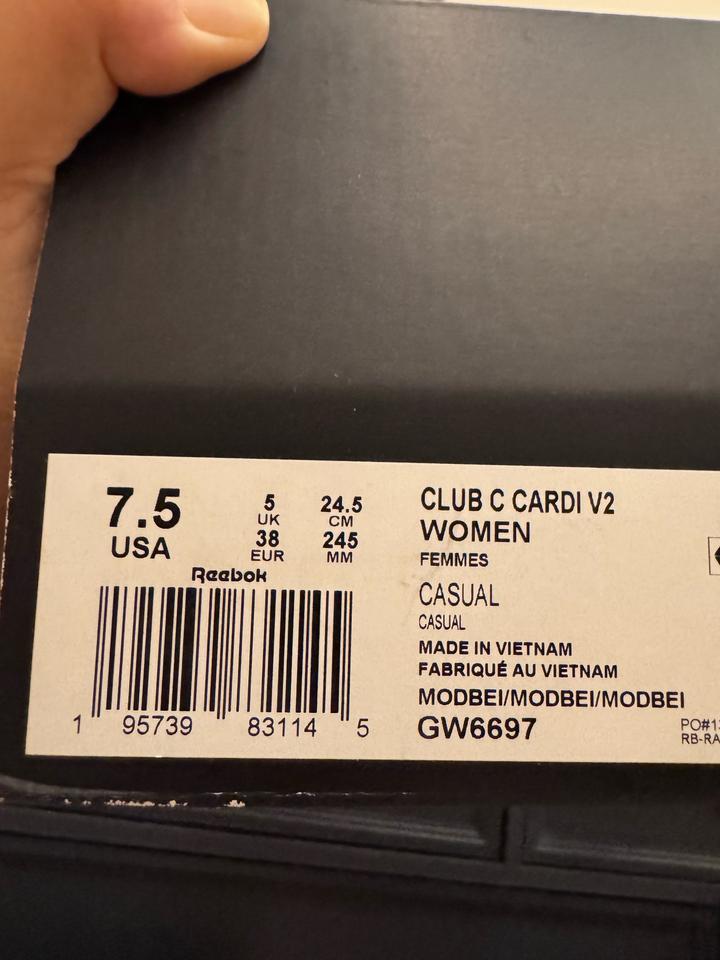 7.5
USA
5
UK
38
EUR
24.5
CM
245
MM
Reebok
1 95739 83114 5
CLUB C CARDI V2
WOMEN
FEMMES
CASUAL
CASUAL
MADE IN VIETNAM
FABRIQUÉ AU VIETNAM
MODBEI/MODBEI/MODBEI
GW6697